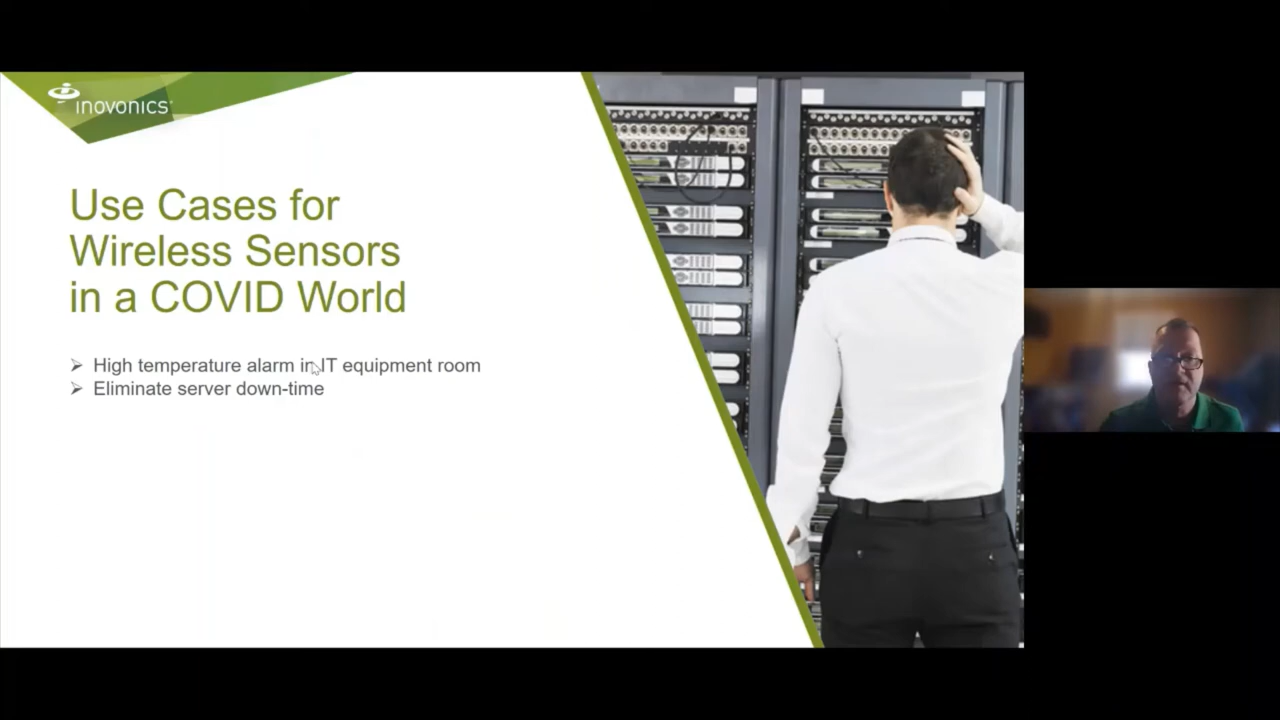 inovonics
Use Cases for
Wireless Sensors
in a COVID World
➢ High temperature alarm in IT equipment room
➢ Eliminate server down-time